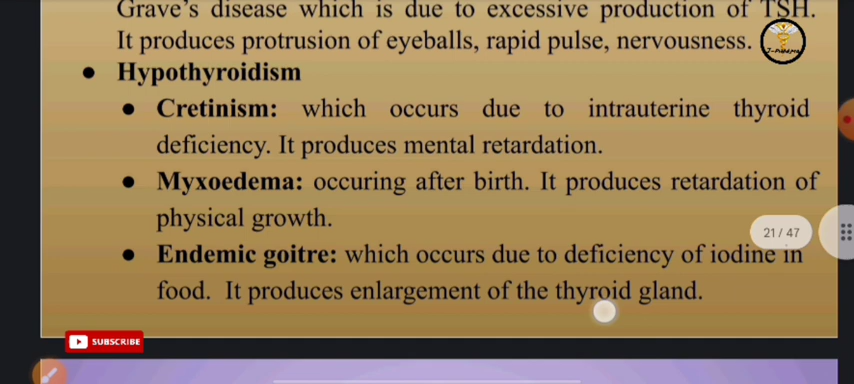 Grave's disease which is due to excessive production of TSH.
It produces protrusion of eyeballs, rapid pulse, nervousness.
• Hypothyroidism
• Cretinism: which occurs due to intrauterine thyroid
deficiency. It produces mental retardation.
• Myxoedema: occuring after birth. It produces retardation of
physical growth.
• Endemic goitre: which occurs due to deficiency of iodine in
food. It produces enlargement of the thyroid gland.
21 / 47
SUBSCRIBE